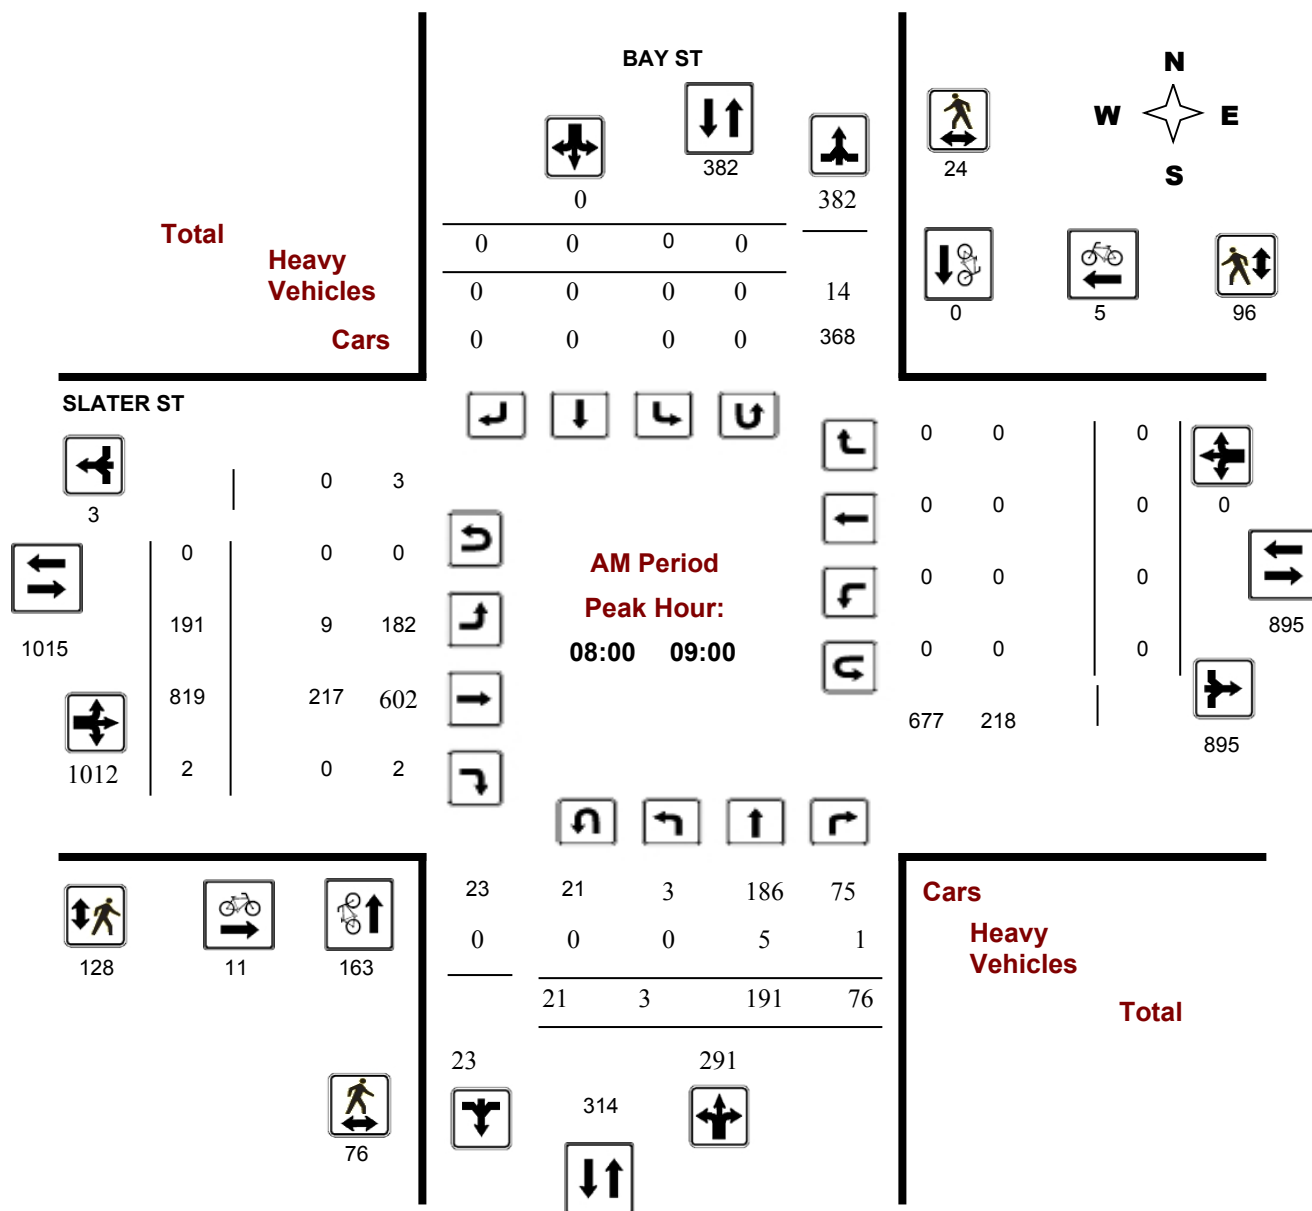 BAY ST
N
W E
S
382
24
0
382
Total
0 0 0 0
Heavy
Vehicles
0 0 0 0 14
0 5 96
Cars
0 0 0 0 368
SLATER ST
0 0 0
0 3
3
0 0 0
0
0 0 0
AM Period
Peak Hour:
08:00 09:00
0 0 0
191 9 182
1015
895
0 0 0
819 217 602
677 218
895
1012 2 0 2
23 21 3 186 75
Cars
0 0 0 5 1
Heavy
Vehicles
128 11 163
21 3 191 76
Total
23 291
314
76